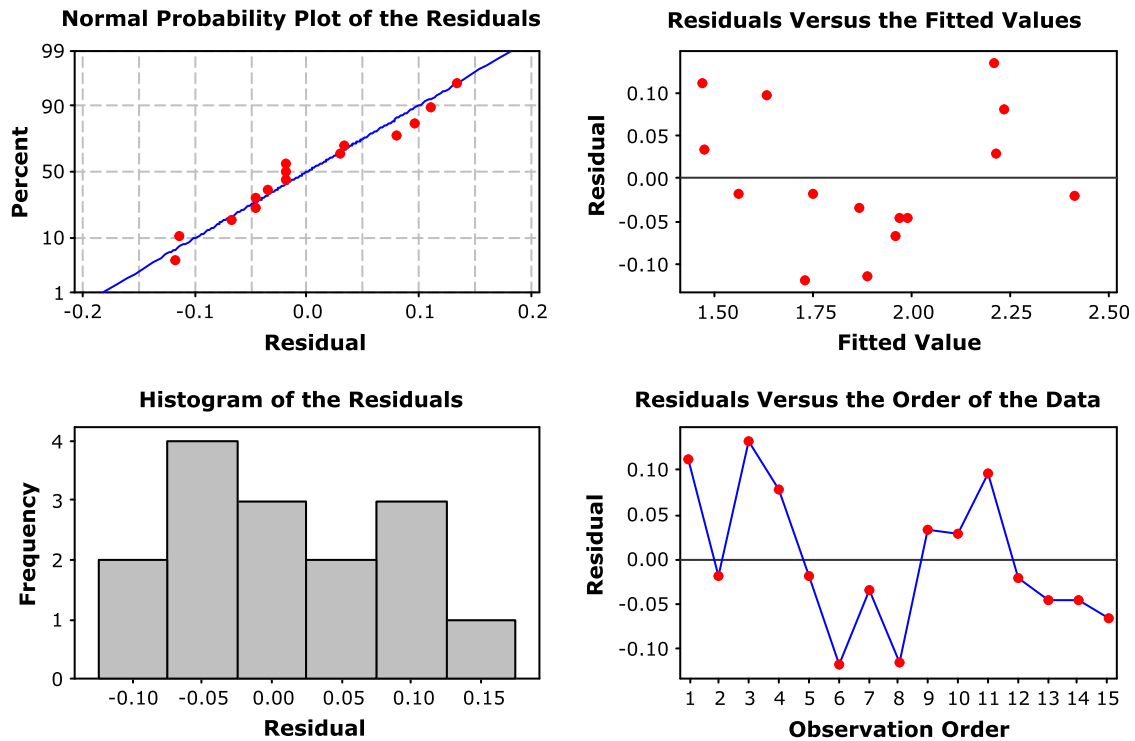 Normal Probability Plot of the Residuals
99
90
50
10
1
Percent
-0.2 -0.1 0.0 0.1 0.2
Residual
Residuals Versus the Fitted Values
0.10
0.05
0.00
-0.05
-0.10
Residual
1.50 1.75 2.00 2.25 2.50
Fitted Value
Histogram of the Residuals
4
3
2
1
0
Frequency
-0.10 -0.05 0.00 0.05 0.10 0.15
Residual
Residuals Versus the Order of the Data
0.10
0.05
0.00
-0.05
-0.10
Residual
1 2 3 4 5 6 7 8 9 10 11 12 13 14 15
Observation Order